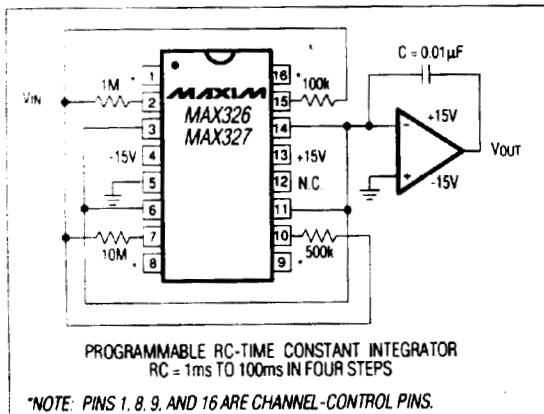 C = 0.01µF
VIN
1M
* 1
16 *
100k
2
MAXIM
15
MAX326
MAX327
3
14
-
+15V
VOUT
-15V
4
13
+15V
5
12
N.C.
+
-15V
6
11
7
10
10M
500k
8
*
9
*
PROGRAMMABLE RC-TIME CONSTANT INTEGRATOR
RC = 1ms TO 100ms IN FOUR STEPS
*NOTE: PINS 1, 8, 9, AND 16 ARE CHANNEL-CONTROL PINS.